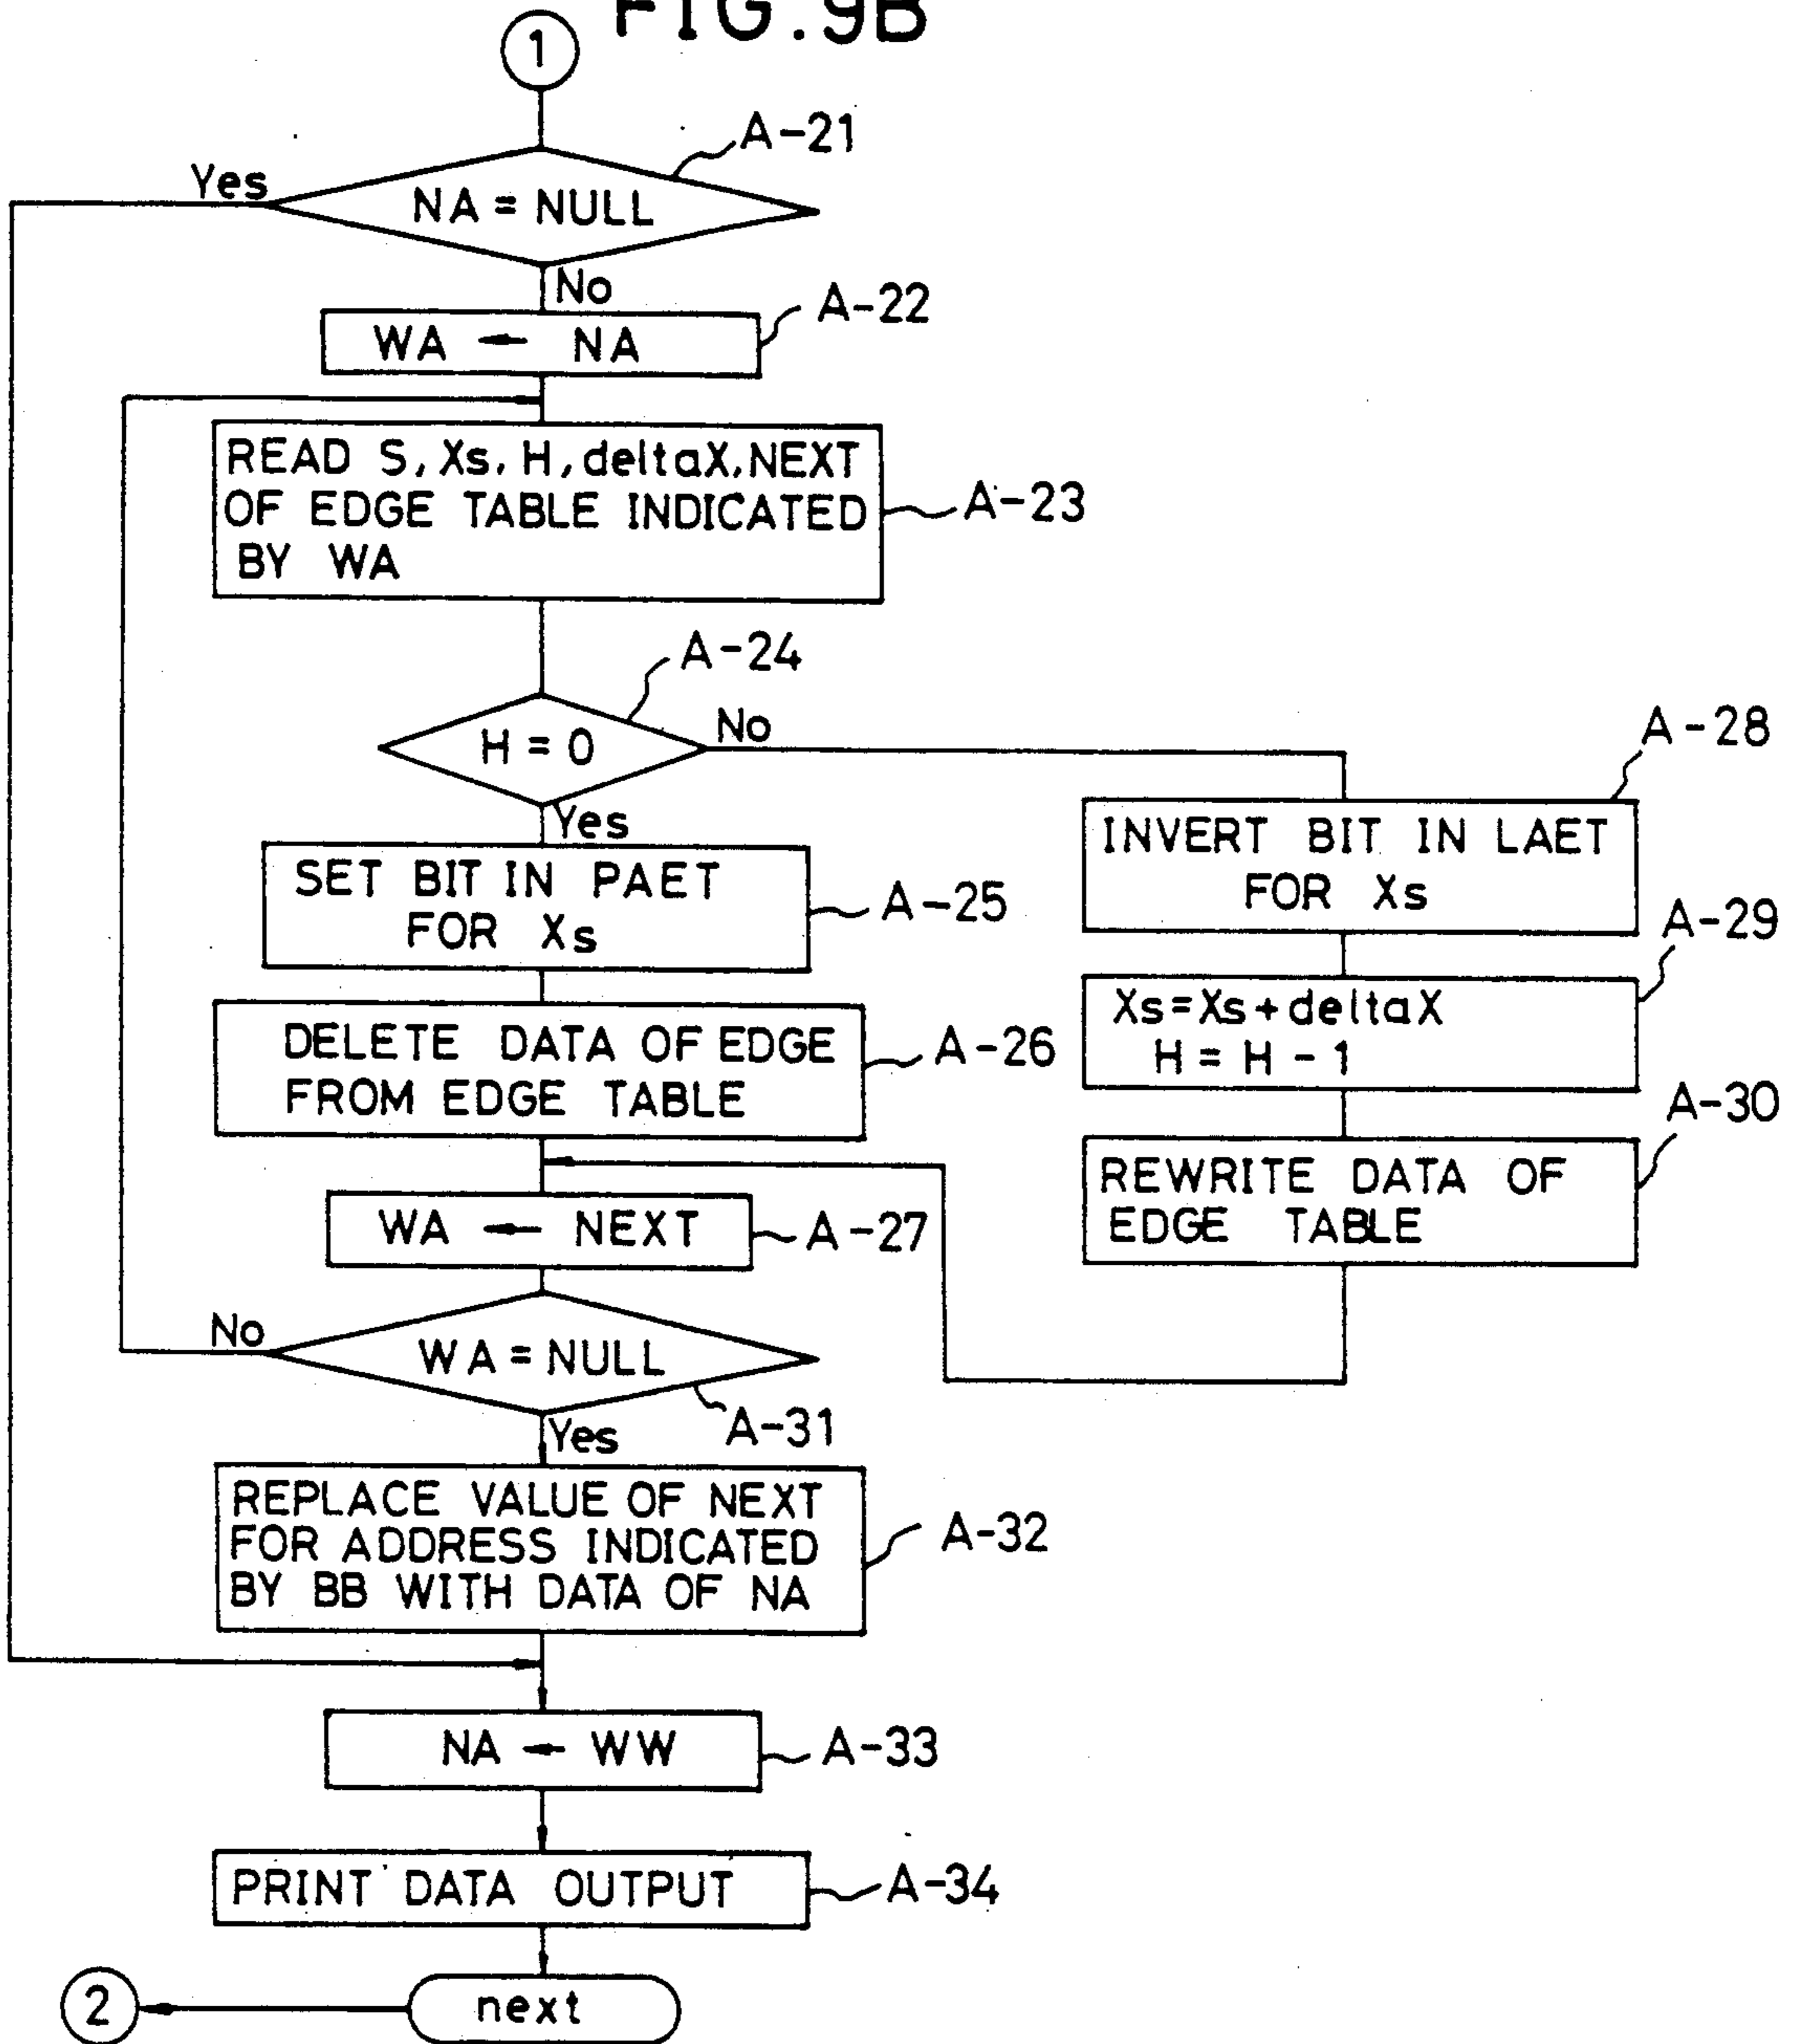 FIG.9B
1
A-21
Yes
NA = NULL
No
A-22
WA ← NA
READ S, Xs, H, deltaX, NEXT
OF EDGE TABLE INDICATED
BY WA
A-23
A-24
H = 0
No
Yes
A-28
INVERT BIT IN LAET
FOR Xs
SET BIT IN PAET
FOR Xs
A-25
A-29
Xs=Xs+deltaX
H = H - 1
DELETE DATA OF EDGE
FROM EDGE TABLE
A-26
A-30
REWRITE DATA OF
EDGE TABLE
WA ← NEXT
A-27
No
WA = NULL
A-31
Yes
REPLACE VALUE OF NEXT
FOR ADDRESS INDICATED
BY BB WITH DATA OF NA
A-32
NA ← WW
A-33
PRINT DATA OUTPUT
A-34
2
next